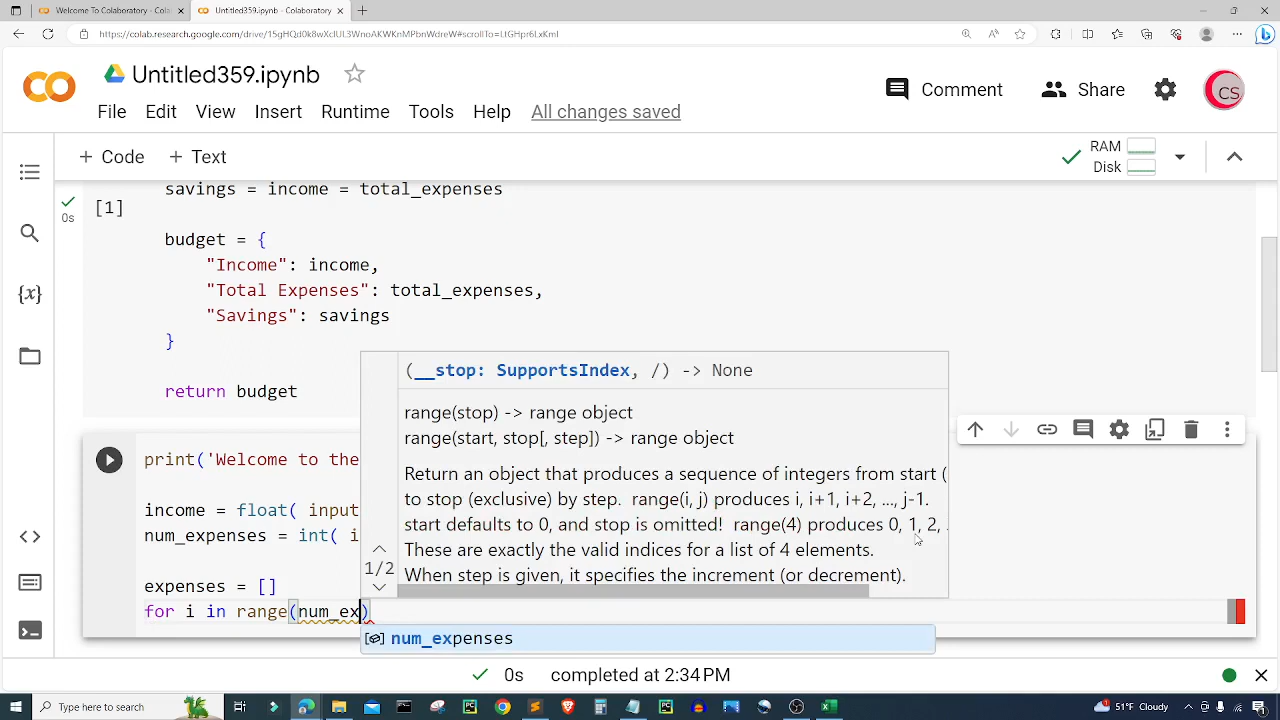 Welcome To Colaboratory - Colab
Untitled359.ipynb - Colaboratory
https://colab.research.google.com/drive/15gHQd0k8wXclUL3WnoAKWKnMPbnWdreW#scrollTo=LtGHpr6LxKmI
Untitled359.ipynb
Comment
Share
CS
File Edit View Insert Runtime Tools Help All changes saved
+ Code + Text
RAM
Disk
savings = income = total_expenses
0s
[1]
budget = {
"Income": income,
"Total Expenses": total_expenses,
"Savings": savings
}
return budget
(__stop: SupportsIndex, /) -> None
range(stop) -> range object
range(start, stop[, step]) -> range object
Return an object that produces a sequence of integers from start (
to stop (exclusive) by step. range(i, j) produces i, i+1, i+2, ..., j-1.
start defaults to 0, and stop is omitted! range(4) produces 0, 1, 2,
These are exactly the valid indices for a list of 4 elements.
When step is given, it specifies the increment (or decrement).
1/2
print('Welcome to the
income = float( input
num_expenses = int( i
expenses = []
for i in range(num_ex)
num_expenses
0s completed at 2:34 PM
Type here to search
51°F Cloudy